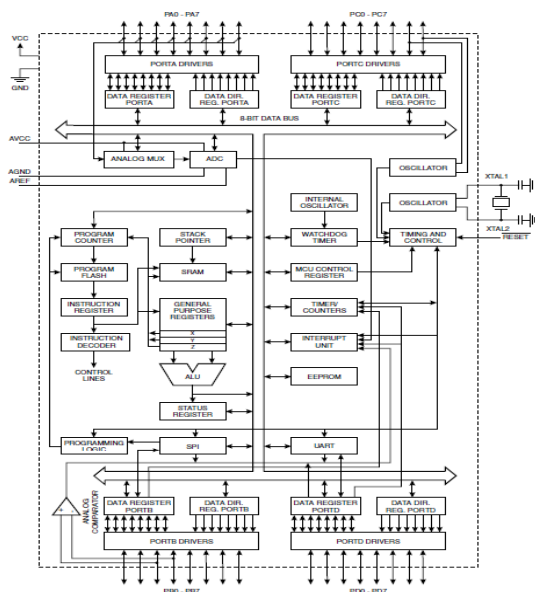 PA0 - PA7
PC0 - PC7
VCC
GND
PORTA DRIVERS
PORTC DRIVERS
DATA REGISTER
PORTA
DATA DIR.
REG. PORTA
DATA REGISTER
PORTC
DATA DIR.
REG. PORTC
8-BIT DATA BUS
AVCC
ANALOG MUX
ADC
AGND
AREF
OSCILLATOR
XTAL1
INTERNAL
OSCILLATOR
OSCILLATOR
XTAL2
PROGRAM
COUNTER
STACK
POINTER
WATCHDOG
TIMER
TIMING AND
CONTROL
RESET
PROGRAM
FLASH
SRAM
MCU CONTROL
REGISTER
INSTRUCTION
REGISTER
GENERAL
PURPOSE
REGISTERS
X
Y
Z
TIMER/
COUNTERS
INSTRUCTION
DECODER
INTERRUPT
UNIT
CONTROL
LINES
ALU
EEPROM
STATUS
REGISTER
PROGRAMMING
LOGIC
SPI
UART
ANALOG
COMPARATOR
+
-
DATA REGISTER
PORTB
DATA DIR.
REG. PORTB
DATA REGISTER
PORTD
DATA DIR.
REG. PORTD
PORTB DRIVERS
PORTD DRIVERS
PB0 - PB7
PD0 - PD7